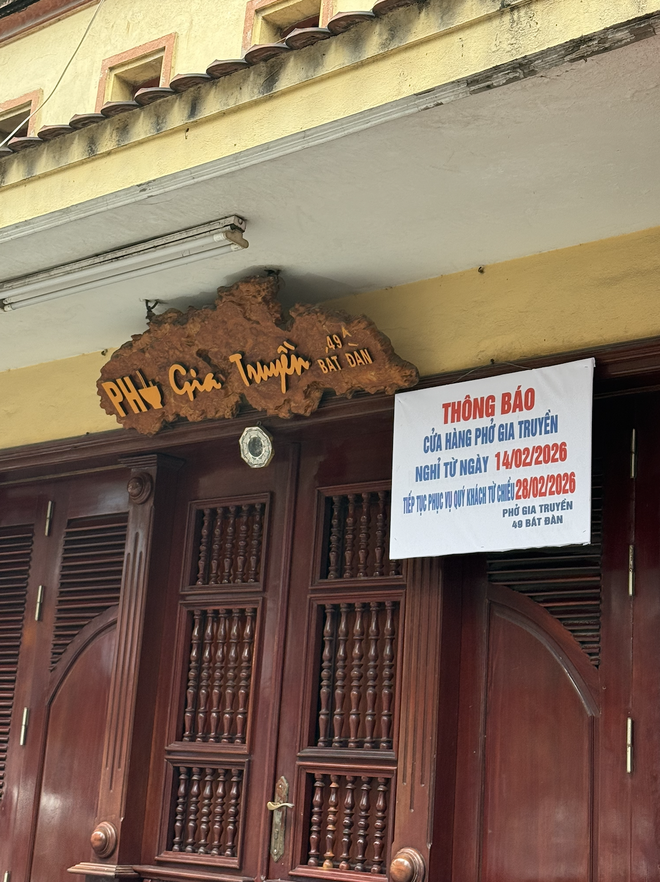 PHỞ Gia Truyền
49
BÁT ĐÀN
THÔNG BÁO
CỬA HÀNG PHỞ GIA TRUYỀN
NGHỈ TỪ NGÀY 14/02/2026
TIẾP TỤC PHỤC VỤ QUÝ KHÁCH TỪ CHIỀU 28/02/2026
PHỞ GIA TRUYỀN
49 BÁT ĐÀN